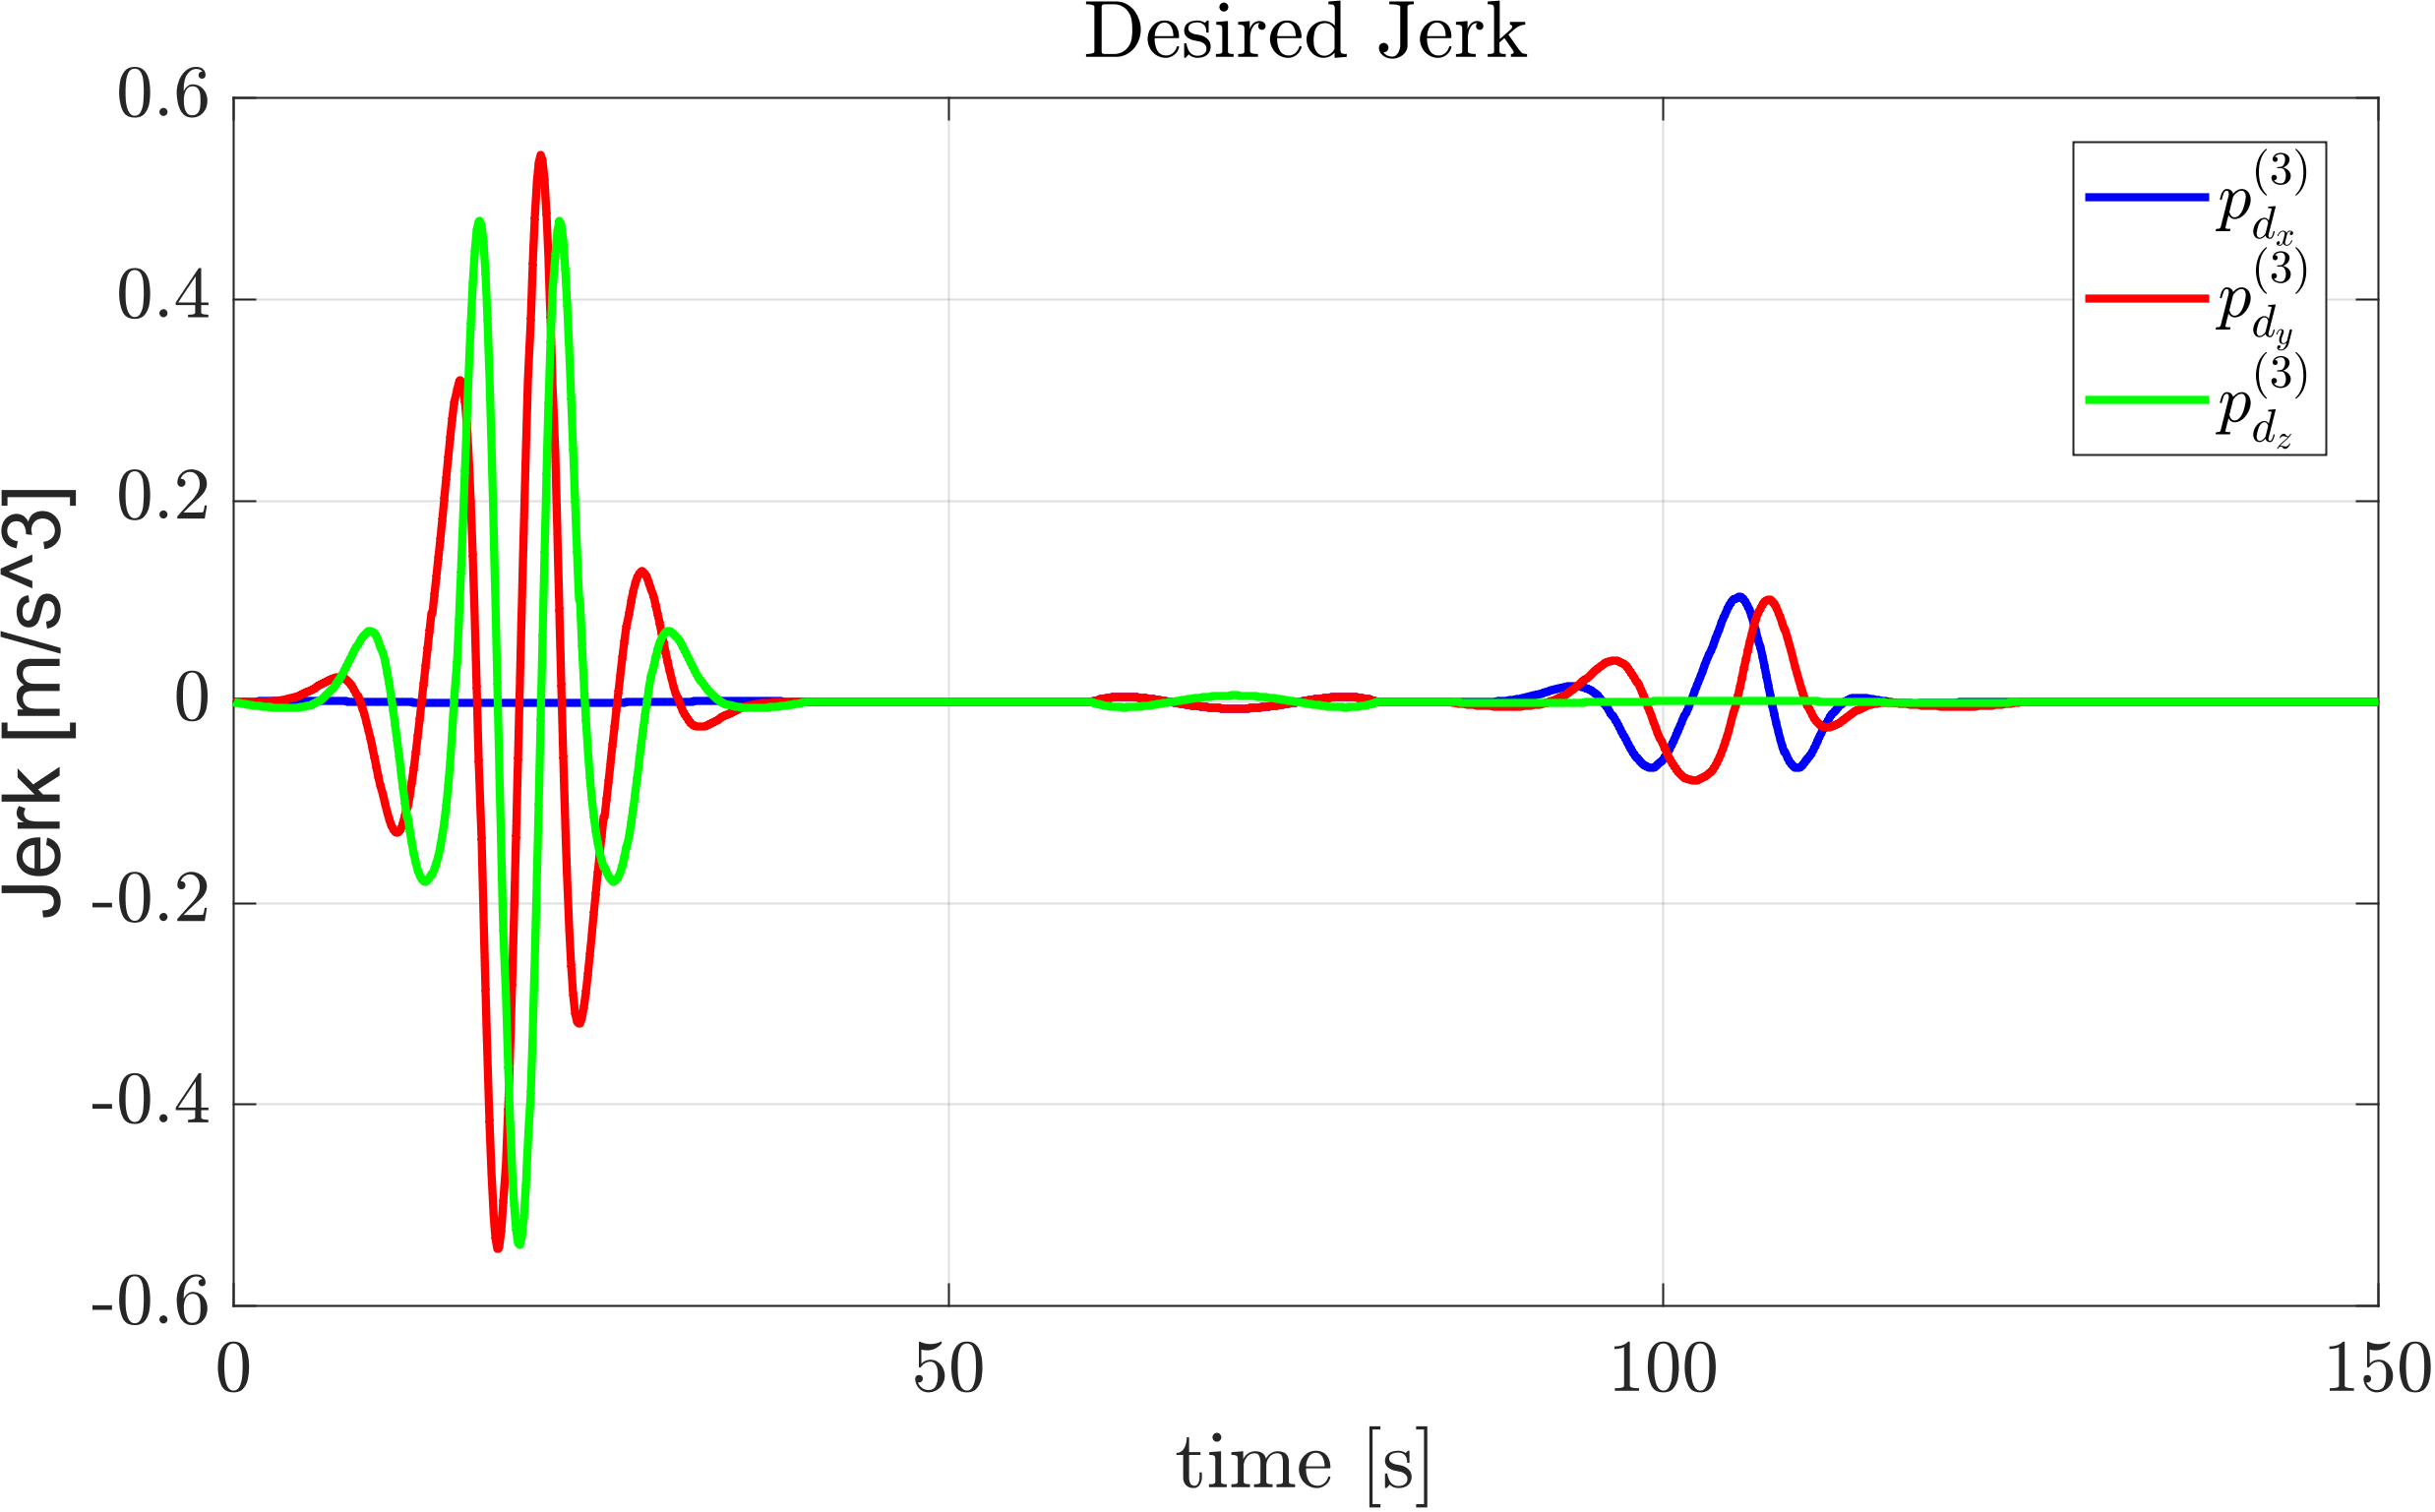 Desired Jerk
0.6
0.4
0.2
0
-0.2
-0.4
-0.6
Jerk [m/s^3]
0 50 100 150
time [s]
p_{d_x}^{(3)}
p_{d_y}^{(3)}
p_{d_z}^{(3)}